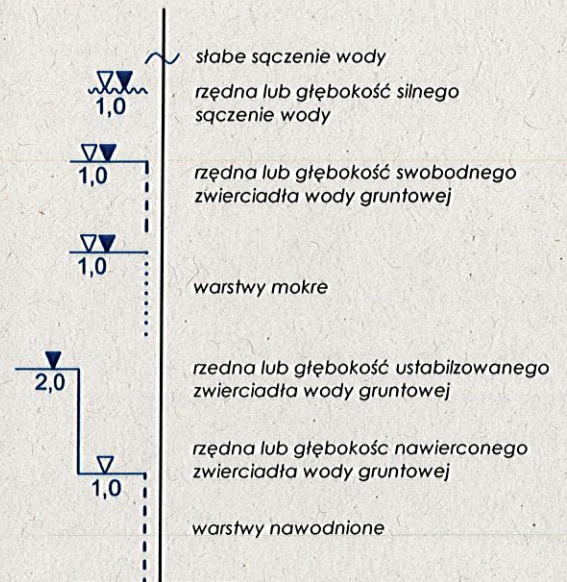 słabe sączenie wody
1,0
rzędna lub głębokość silnego
sączenie wody
1,0
rzędna lub głębokość swobodnego
zwierciadła wody gruntowej
1,0
warstwy mokre
2,0
rzedna lub głębokość ustabilzowanego
zwierciadła wody gruntowej
1,0
rzędna lub głębokośc nawierconego
zwierciadła wody gruntowej
warstwy nawodnione